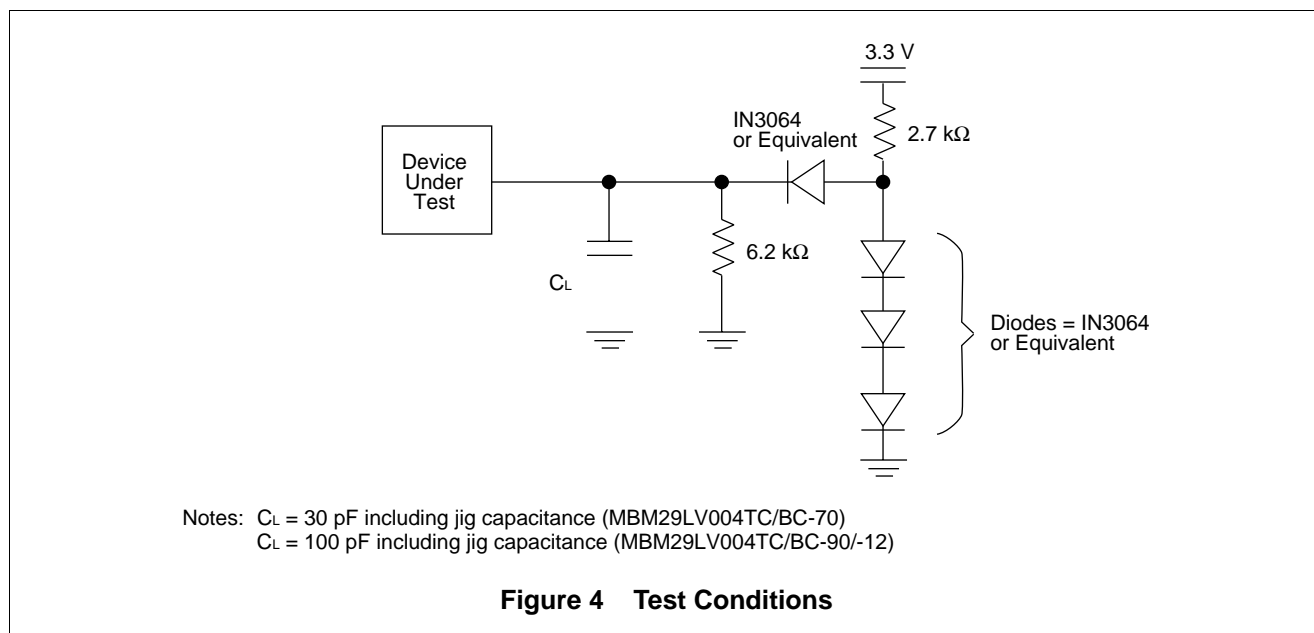 3.3 V
IN3064
or Equivalent
2.7 kΩ
Device
Under
Test
6.2 kΩ
CL
Diodes = IN3064
or Equivalent
Notes: CL = 30 pF including jig capacitance (MBM29LV004TC/BC-70)
CL = 100 pF including jig capacitance (MBM29LV004TC/BC-90/-12)
Figure 4 Test Conditions